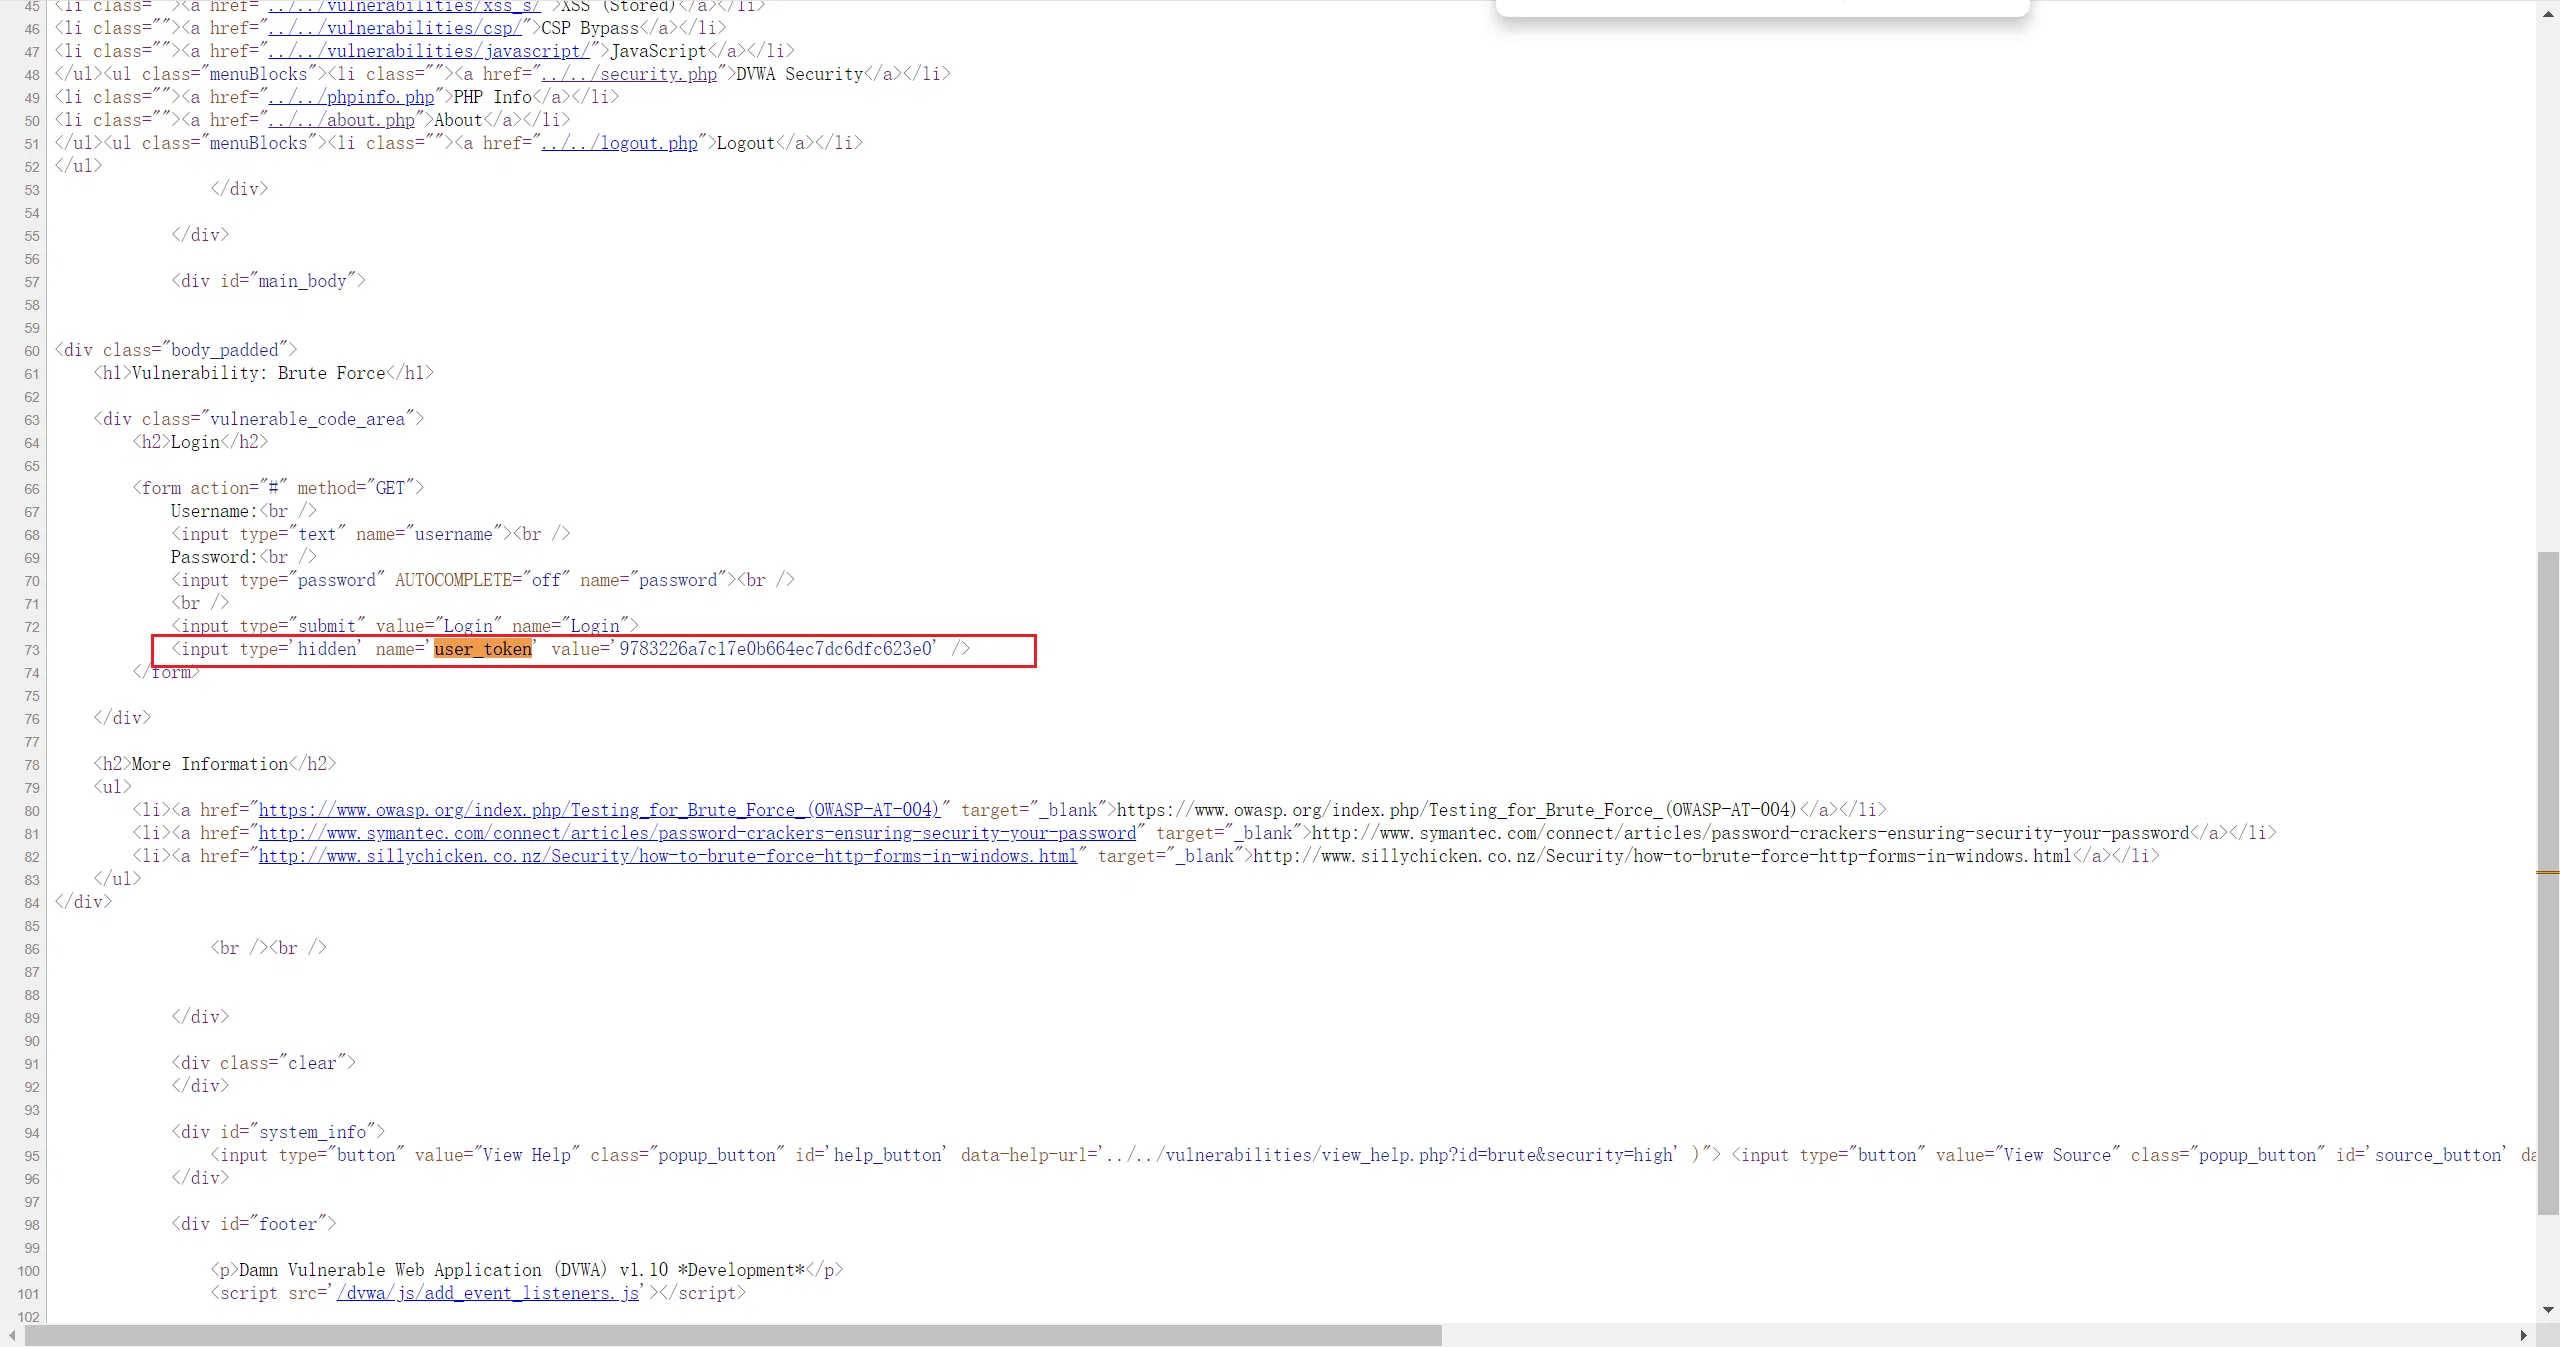 45 <li class=""><a href="../../vulnerabilities/xss_s/">XSS (Stored)</a></li>
46 <li class=""><a href="../../vulnerabilities/csp/">CSP Bypass</a></li>
47 <li class=""><a href="../../vulnerabilities/javascript/">JavaScript</a></li>
48 </ul><ul class="menuBlocks"><li class=""><a href="../../security.php">DVWA Security</a></li>
49 <li class=""><a href="../../phpinfo.php">PHP Info</a></li>
50 <li class=""><a href="../../about.php">About</a></li>
51 </ul><ul class="menuBlocks"><li class=""><a href="../../logout.php">Logout</a></li>
52 </ul>
53 </div>
54
55 </div>
56
57 <div id="main_body">
58
59
60 <div class="body_padded">
61 <h1>Vulnerability: Brute Force</h1>
62
63 <div class="vulnerable_code_area">
64 <h2>Login</h2>
65
66 <form action="#" method="GET">
67 Username:<br />
68 <input type="text" name="username"><br />
69 Password:<br />
70 <input type="password" AUTOCOMPLETE="off" name="password"><br />
71 <br />
72 <input type="submit" value="Login" name="Login">
73 <input type='hidden' name='user_token' value='9783226a7c17e0b664ec7dc6dfc623e0' />
74 </form>
75
76 </div>
77
78 <h2>More Information</h2>
79 <ul>
80 <li><a href="https://www.owasp.org/index.php/Testing_for_Brute_Force_(OWASP-AT-004)" target="_blank">https://www.owasp.org/index.php/Testing_for_Brute_Force_(OWASP-AT-004)</a></li>
81 <li><a href="http://www.symantec.com/connect/articles/password-crackers-ensuring-security-your-password" target="_blank">http://www.symantec.com/connect/articles/password-crackers-ensuring-security-your-password</a></li>
82 <li><a href="http://www.sillychicken.co.nz/Security/how-to-brute-force-http-forms-in-windows.html" target="_blank">http://www.sillychicken.co.nz/Security/how-to-brute-force-http-forms-in-windows.html</a></li>
83 </ul>
84 </div>
85
86 <br /><br />
87
88
89 </div>
90
91 <div class="clear">
92 </div>
93
94 <div id="system_info">
95 <input type="button" value="View Help" class="popup_button" id='help_button' data-help-url='../../vulnerabilities/view_help.php?id=brute&security=high' )"> <input type="button" value="View Source" class="popup_button" id='source_button' da
96 </div>
97
98 <div id="footer">
99
100 <p>Damn Vulnerable Web Application (DVWA) v1.10 *Development*</p>
101 <script src='/dvwa/js/add_event_listeners.js'></script>
102